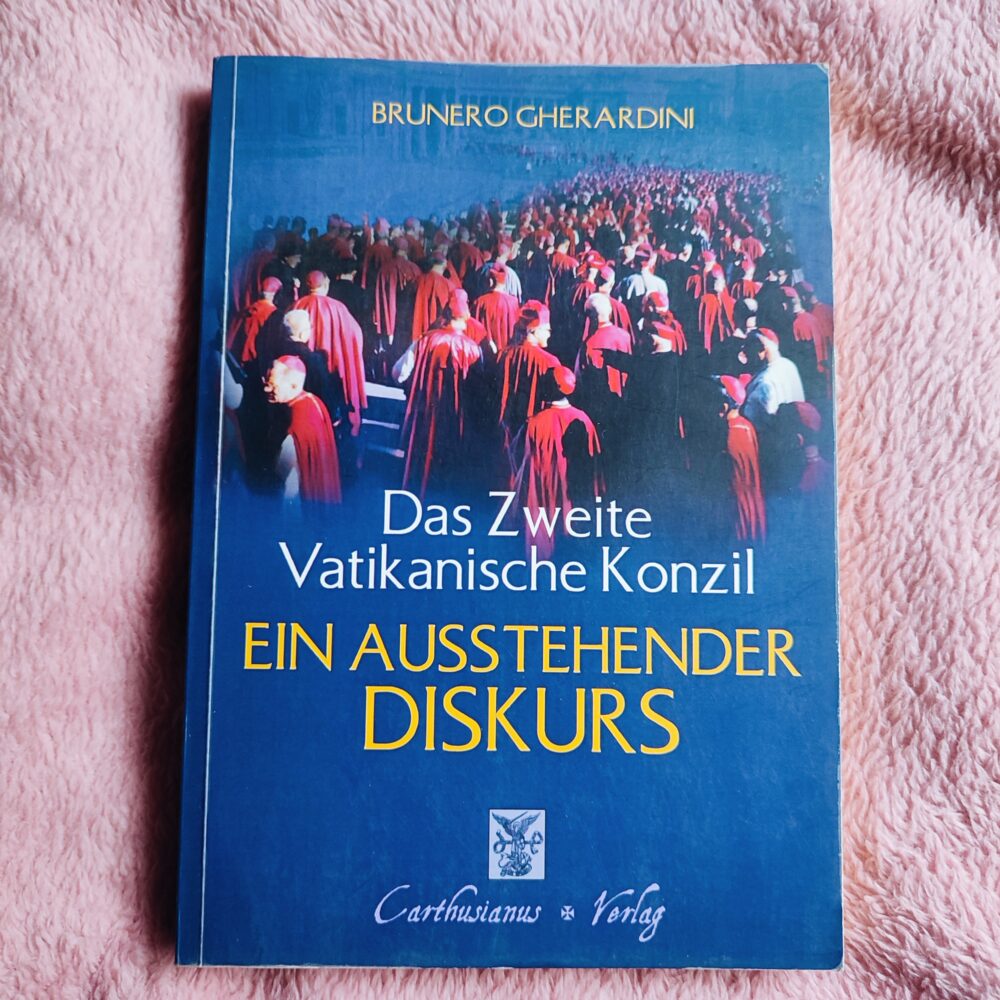 BRUNERO GHERARDINI
Das Zweite
Vatikanische Konzil
EIN AUSSTEHENDER
DISKURS
Carthusianus ✠ Verlag